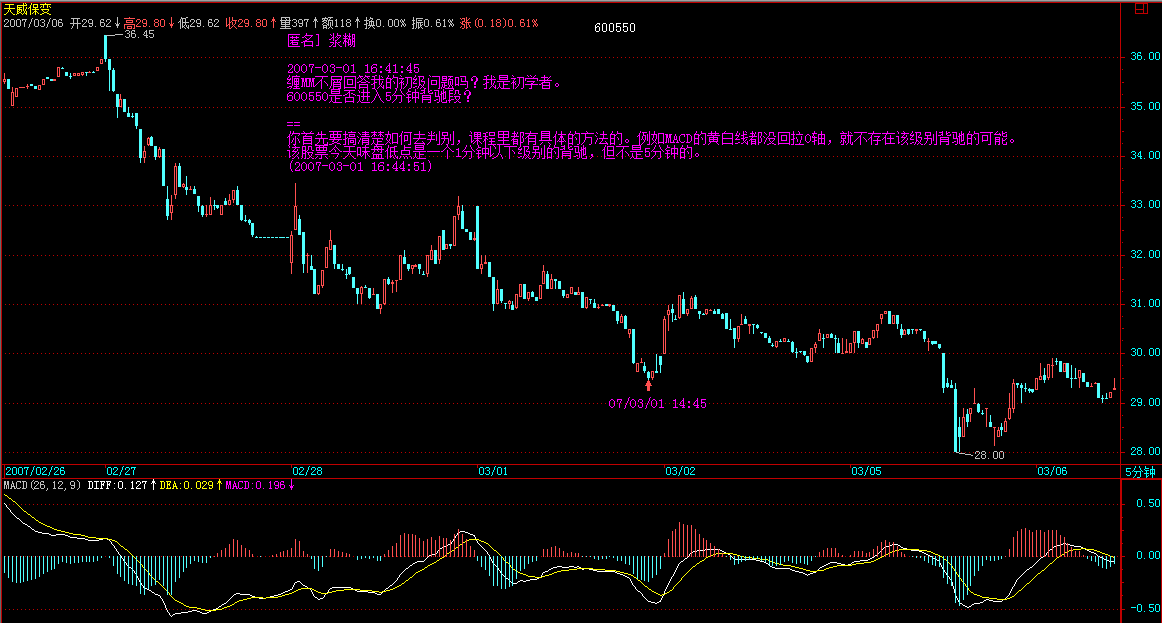 天威保变
2007/03/06 开29.62↓高29.80↓低29.62 收29.80↑量397↑额118↑换0.00% 振0.61% 涨(0.18)0.61%
600550
36.45
匿名] 浆糊
2007-03-01 16:41:45
缠MM不屑回答我的初级问题吗？我是初学者。
600550是否进入5分钟背驰段？
==
你首先要搞清楚如何去判别，课程里都有具体的方法的。例如MACD的黄白线都没回拉0轴，就不存在该级别背驰的可能。
该股票今天味盘低点是一个1分钟以下级别的背驰，但不是5分钟的。
(2007-03-01 16:44:51)
36.00
35.00
34.00
33.00
32.00
31.00
30.00
29.00
28.00
07/03/01 14:45
28.00
2007/02/26 02/27 02/28 03/01 03/02 03/05 03/06 5分钟
MACD(26,12,9) DIFF:0.127↑DEA:0.029↑MACD:0.196↓
0.50
0.00
-0.50